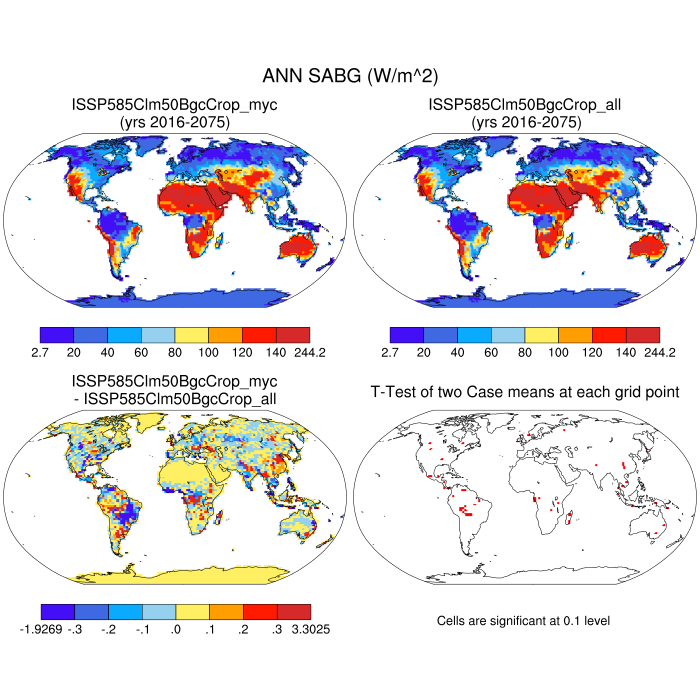 ANN SABG (W/m^2)
ISSP585Clm50BgcCrop_myc
(yrs 2016-2075)
ISSP585Clm50BgcCrop_all
(yrs 2016-2075)
2.7 20 40 60 80 100 120 140 244.2
2.7 20 40 60 80 100 120 140 244.2
ISSP585Clm50BgcCrop_myc
- ISSP585Clm50BgcCrop_all
T-Test of two Case means at each grid point
-1.9269 -.3 -.2 -.1 .0 .1 .2 .3 3.3025
Cells are significant at 0.1 level